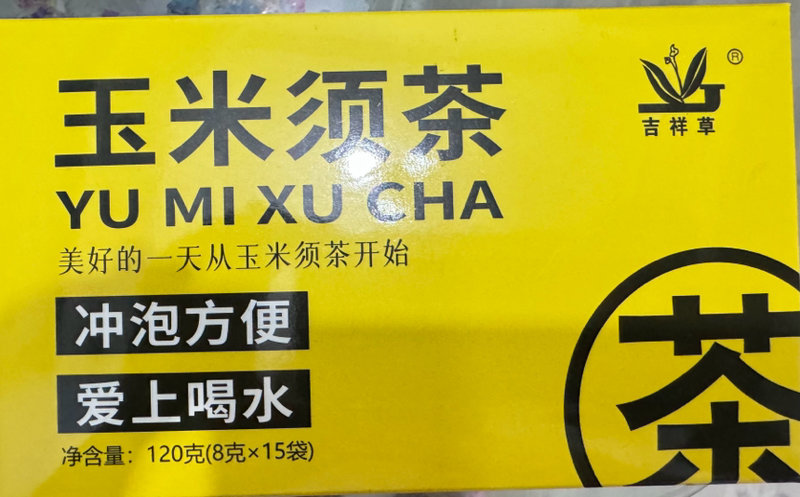 玉米须茶
YU MI XU CHA
美好的一天从玉米须茶开始
冲泡方便
爱上喝水
净含量：120克(8克×15袋)
®
吉祥草
茶